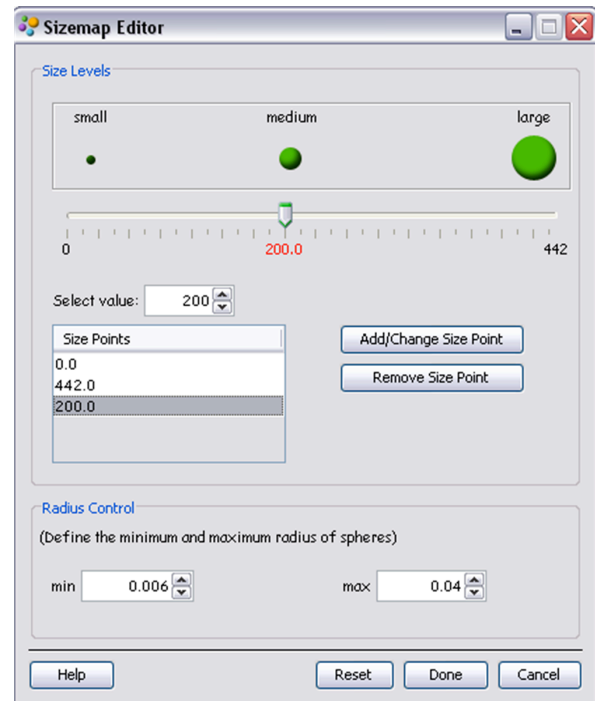 Sizemap Editor
Size Levels
small medium large
0 200.0 442
Select value: 200
Size Points
0.0
442.0
200.0
Add/Change Size Point
Remove Size Point
Radius Control
(Define the minimum and maximum radius of spheres)
min 0.006 max 0.04
Help Reset Done Cancel